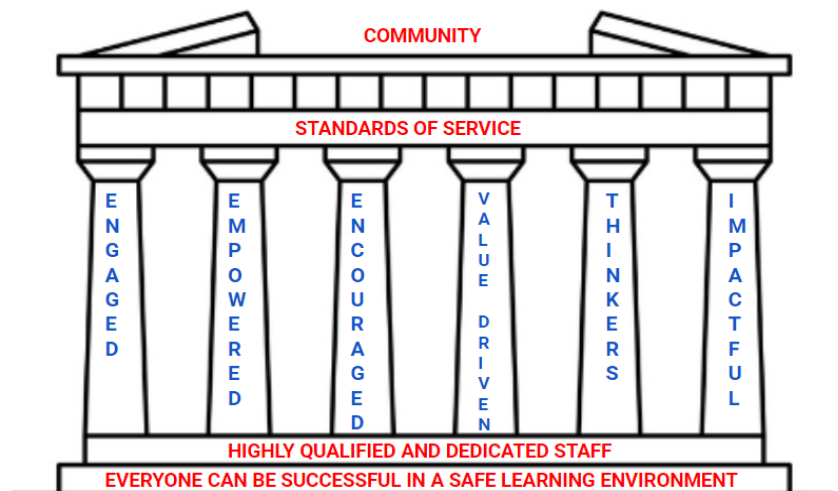 COMMUNITY
STANDARDS OF SERVICE
ENGAGED
EMPOWERED
ENCOURAGED
VALUE DRIVEN
THINKERS
IMPACTFUL
HIGHLY QUALIFIED AND DEDICATED STAFF
EVERYONE CAN BE SUCCESSFUL IN A SAFE LEARNING ENVIRONMENT